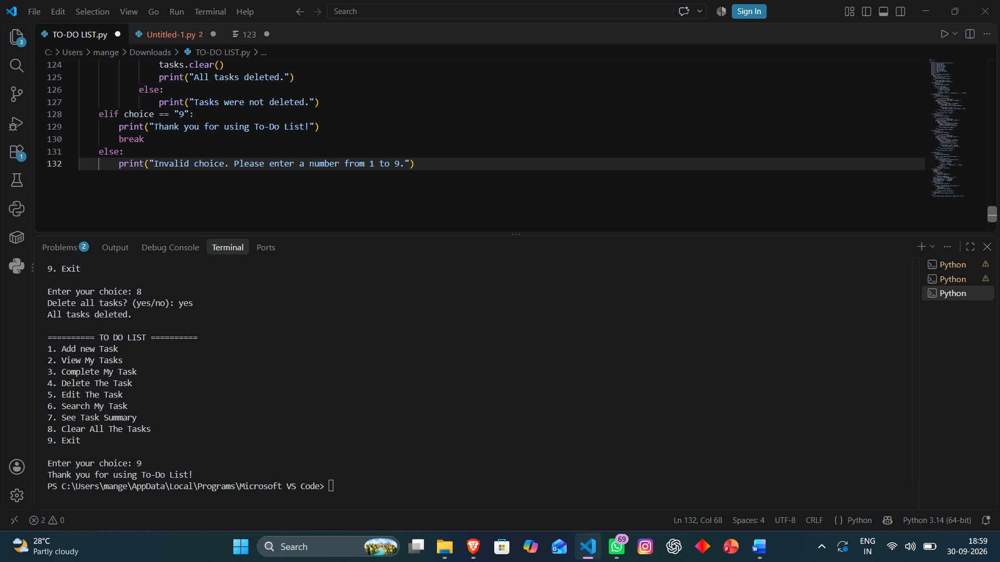 File Edit Selection View Go Run Terminal Help
Search
Sign In
3
TO-DO LIST.py
Untitled-1.py 2
123
C: > Users > mange > Downloads > TO-DO LIST.py > ...
124 tasks.clear()
125 print("All tasks deleted.")
126 else:
127 print("Tasks were not deleted.")
128 elif choice == "9":
129 print("Thank you for using To-Do List!")
130 break
131 else:
132 print("Invalid choice. Please enter a number from 1 to 9.")
1
Problems 2 Output Debug Console Terminal Ports
9. Exit
Enter your choice: 8
Delete all tasks? (yes/no): yes
All tasks deleted.
========== TO DO LIST ==========
1. Add new Task
2. View My Tasks
3. Complete My Task
4. Delete The Task
5. Edit The Task
6. Search My Task
7. See Task Summary
8. Clear All The Tasks
9. Exit
Enter your choice: 9
Thank you for using To-Do List!
PS C:\Users\mange\AppData\Local\Programs\Microsoft VS Code>
Python
Python
Python
2 0
Ln 132, Col 68 Spaces: 4 UTF-8 CRLF { } Python Python 3.14 (64-bit)
28°C
Partly cloudy
Search
69
ENG
IN
18:59
30-09-2026